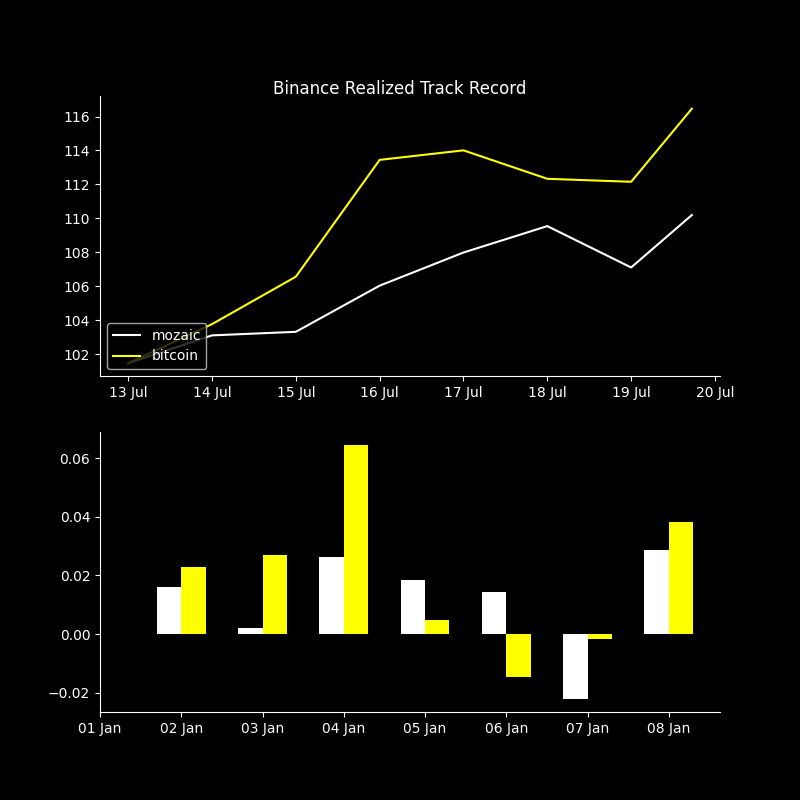 Binance Realized Track Record
116
114
112
110
108
106
104
102
mozaic
bitcoin
13 Jul 14 Jul 15 Jul 16 Jul 17 Jul 18 Jul 19 Jul 20 Jul
0.06
0.04
0.02
0.00
−0.02
01 Jan 02 Jan 03 Jan 04 Jan 05 Jan 06 Jan 07 Jan 08 Jan